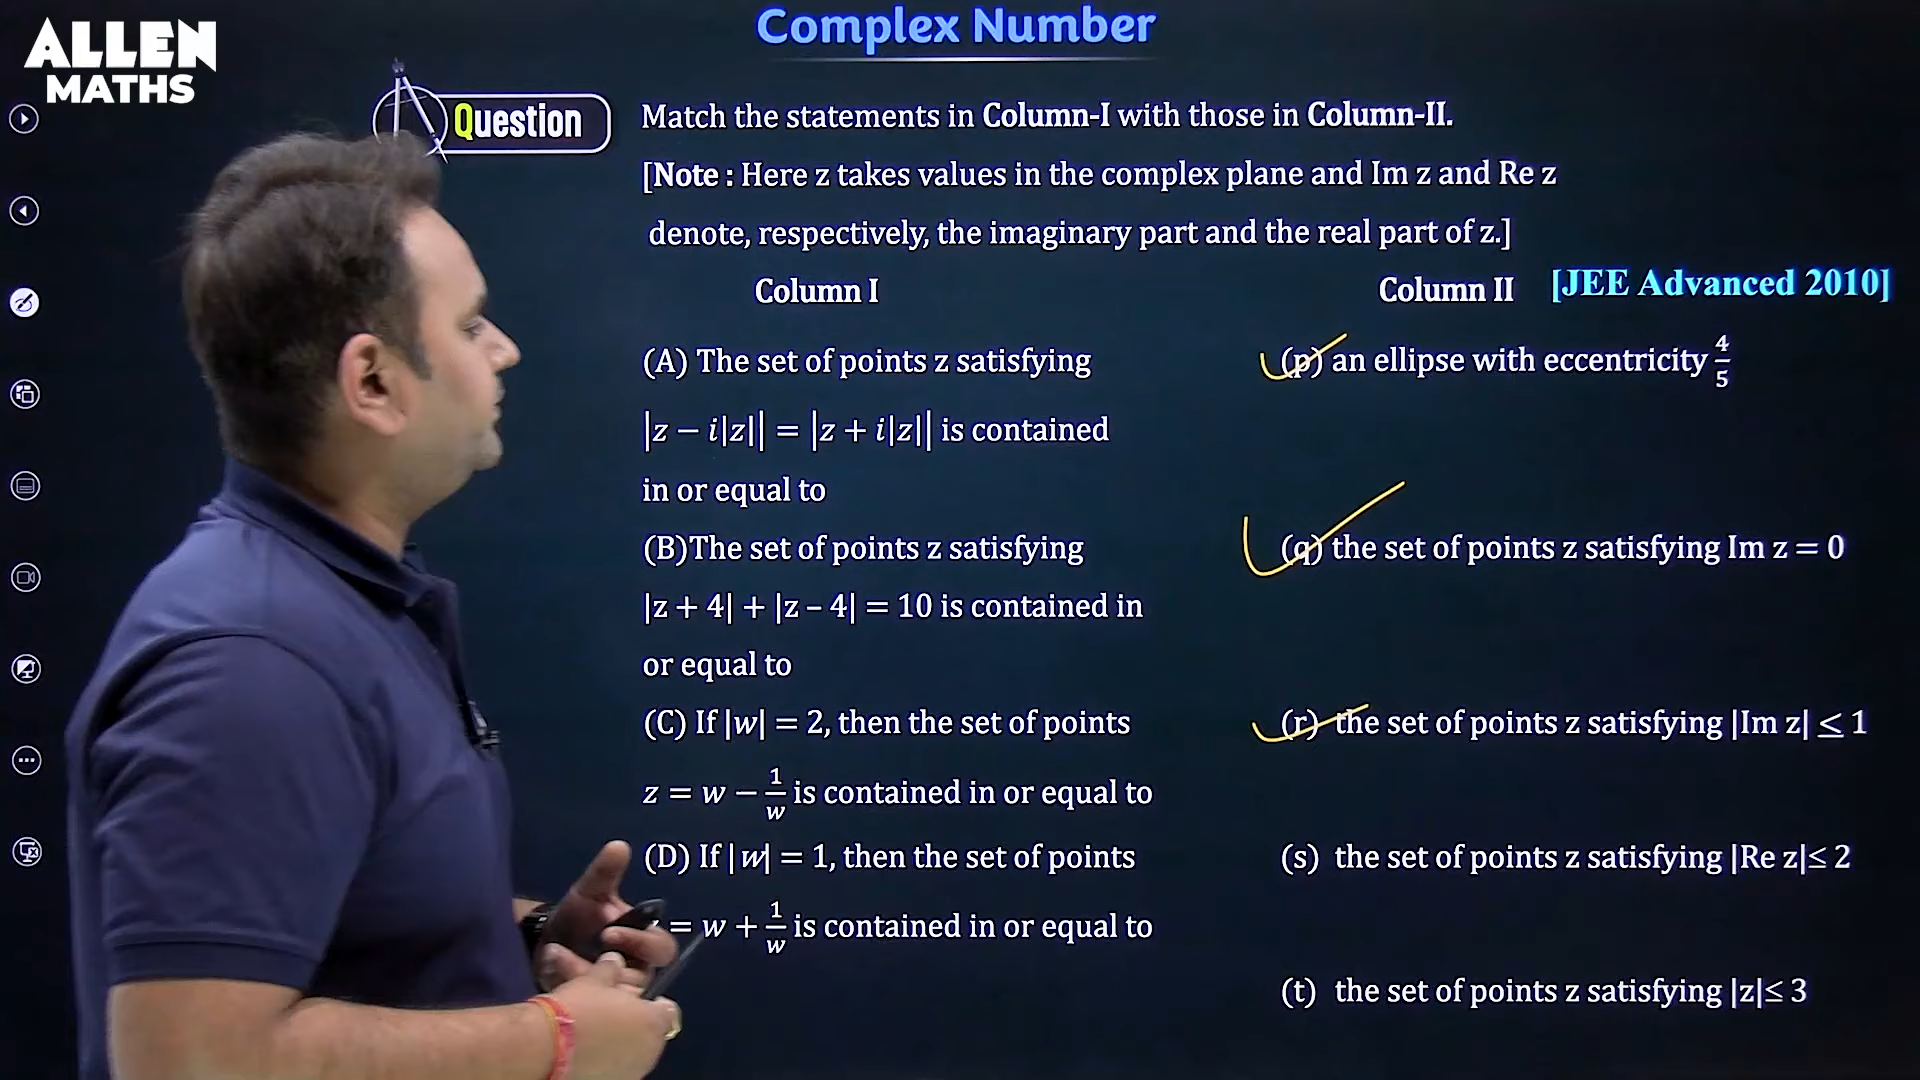 ALLEN
MATHS
Complex Number
Question
Match the statements in Column-I with those in Column-II.
[Note : Here z takes values in the complex plane and Im z and Re z
denote, respectively, the imaginary part and the real part of z.]
Column I
Column II [JEE Advanced 2010]
(A) The set of points z satisfying
|z − i|z|| = |z + i|z|| is contained
in or equal to
(p) an ellipse with eccentricity 4/5
(B)The set of points z satisfying
|z + 4| + |z – 4| = 10 is contained in
or equal to
(q) the set of points z satisfying Im z = 0
(C) If |w| = 2, then the set of points
z = w − 1/w is contained in or equal to
(r) the set of points z satisfying |Im z| ≤ 1
(D) If |w| = 1, then the set of points
= w + 1/w is contained in or equal to
(s) the set of points z satisfying |Re z|≤ 2
(t) the set of points z satisfying |z|≤ 3